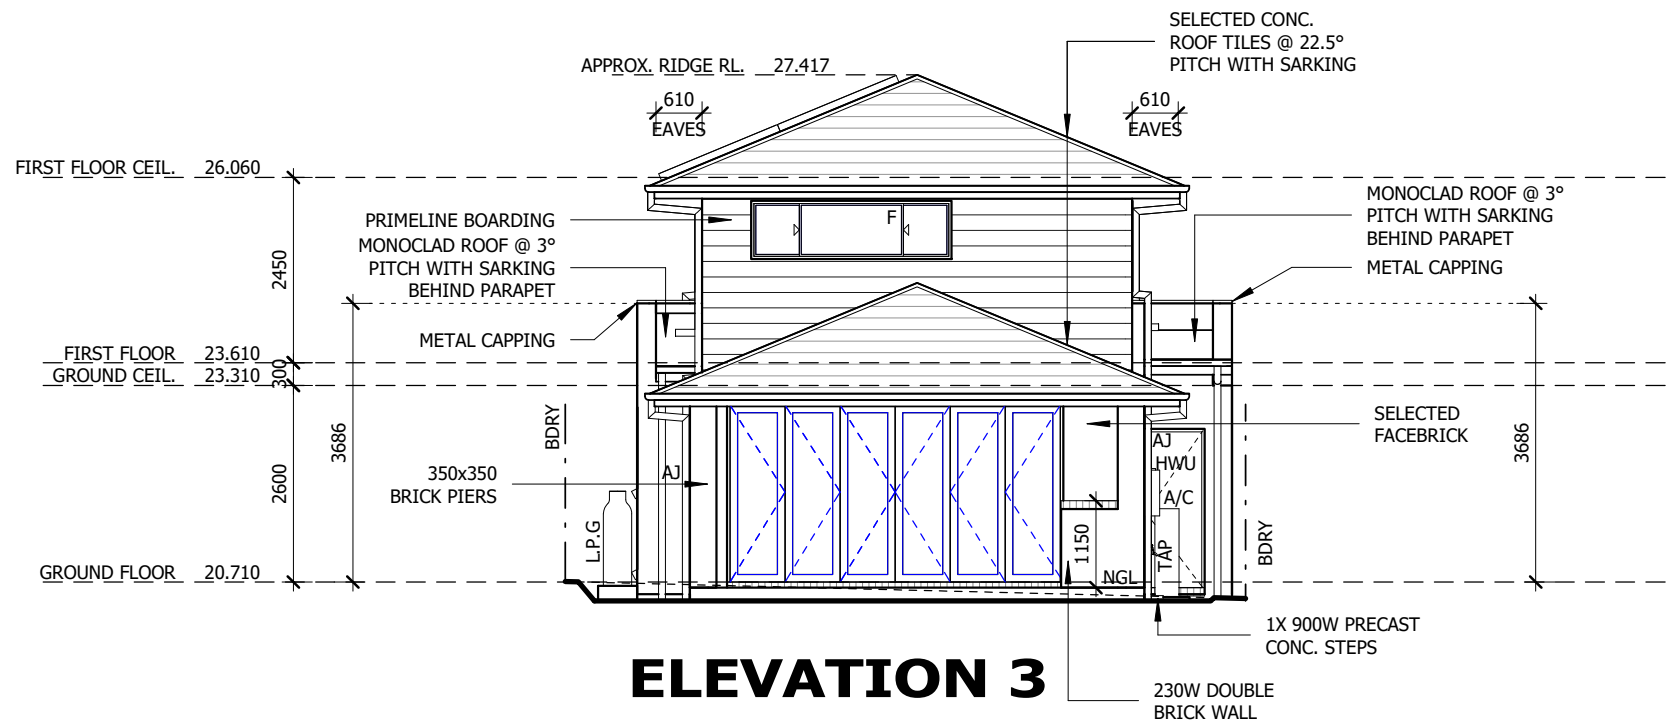 SELECTED CONC.
ROOF TILES @ 22.5°
PITCH WITH SARKING
APPROX. RIDGE RL. 27.417
610
EAVES
610
EAVES
FIRST FLOOR CEIL. 26.060
PRIMELINE BOARDING
F
MONOCLAD ROOF @ 3°
PITCH WITH SARKING
BEHIND PARAPET
MONOCLAD ROOF @ 3°
PITCH WITH SARKING
BEHIND PARAPET
METAL CAPPING
2450
METAL CAPPING
FIRST FLOOR 23.610
300
GROUND CEIL. 23.310
3686
2600
BDRY
350x350
BRICK PIERS
AJ
L.P.G
SELECTED
FACEBRICK
AJ
HWU
A/C
TAP
1150
NGL
3686
BDRY
GROUND FLOOR 20.710
1X 900W PRECAST
CONC. STEPS
ELEVATION 3
230W DOUBLE
BRICK WALL